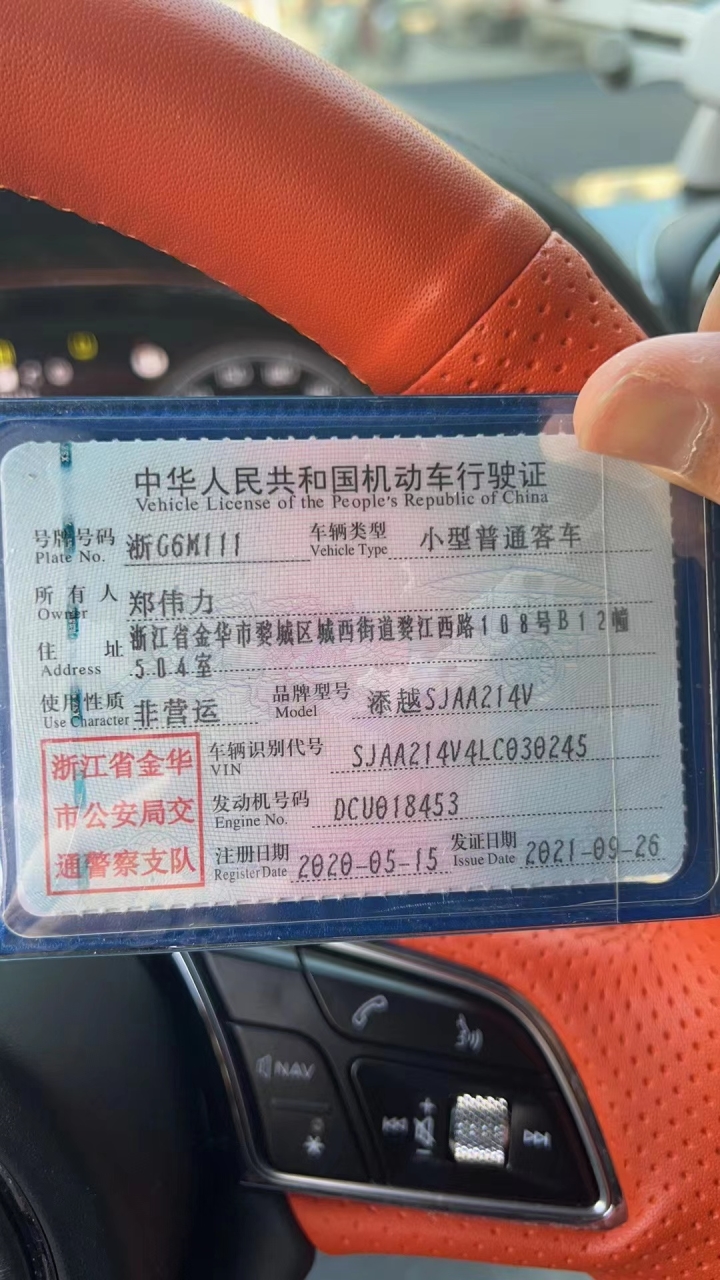 中华人民共和国机动车行驶证
Vehicle License of the People's Republic of China
号牌号码 浙G6M111 车辆类型 小型普通客车
Plate No. Vehicle Type
所有人 郑伟力
Owner
住址 浙江省金华市婺城区城西街道婺江西路108号B12幢
Address 504室
使用性质 非营运 品牌型号 添越SJAA214V
Use Character Model
浙江省金华
市公安局交
通警察支队
车辆识别代号 SJAA214V4LC030245
VIN
发动机号码 DCU018453
Engine No.
注册日期 2020-05-15 发证日期 2021-09-26
Register Date Issue Date
NAV